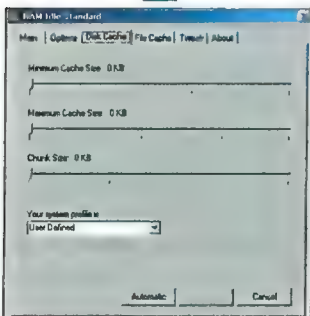 RAM Idle Standard
Main Options Disk Cache File Cache Tweak About
Minimum Cache Size 0 KB
Maximum Cache Size 0 KB
Chunk Size 0 KB
Your system profile is
User Defined
Automatic Cancel